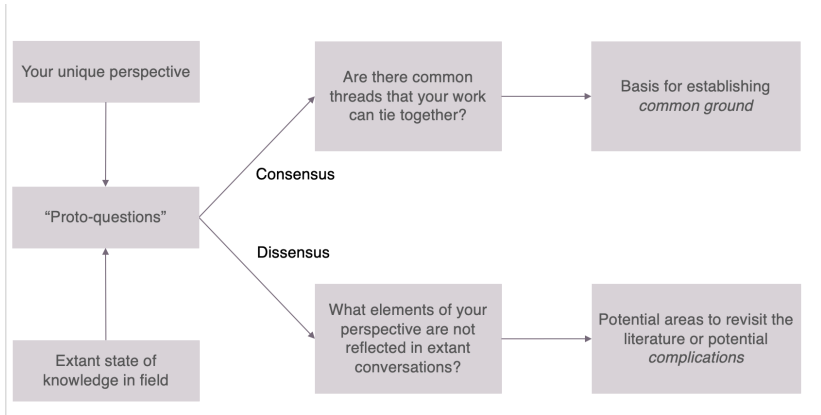 Your unique perspective
Are there common
threads that your work
can tie together?
Basis for establishing
common ground
Consensus
“Proto-questions”
Dissensus
What elements of your
perspective are not
reflected in extant
conversations?
Potential areas to revisit the
literature or potential
complications
Extant state of
knowledge in field